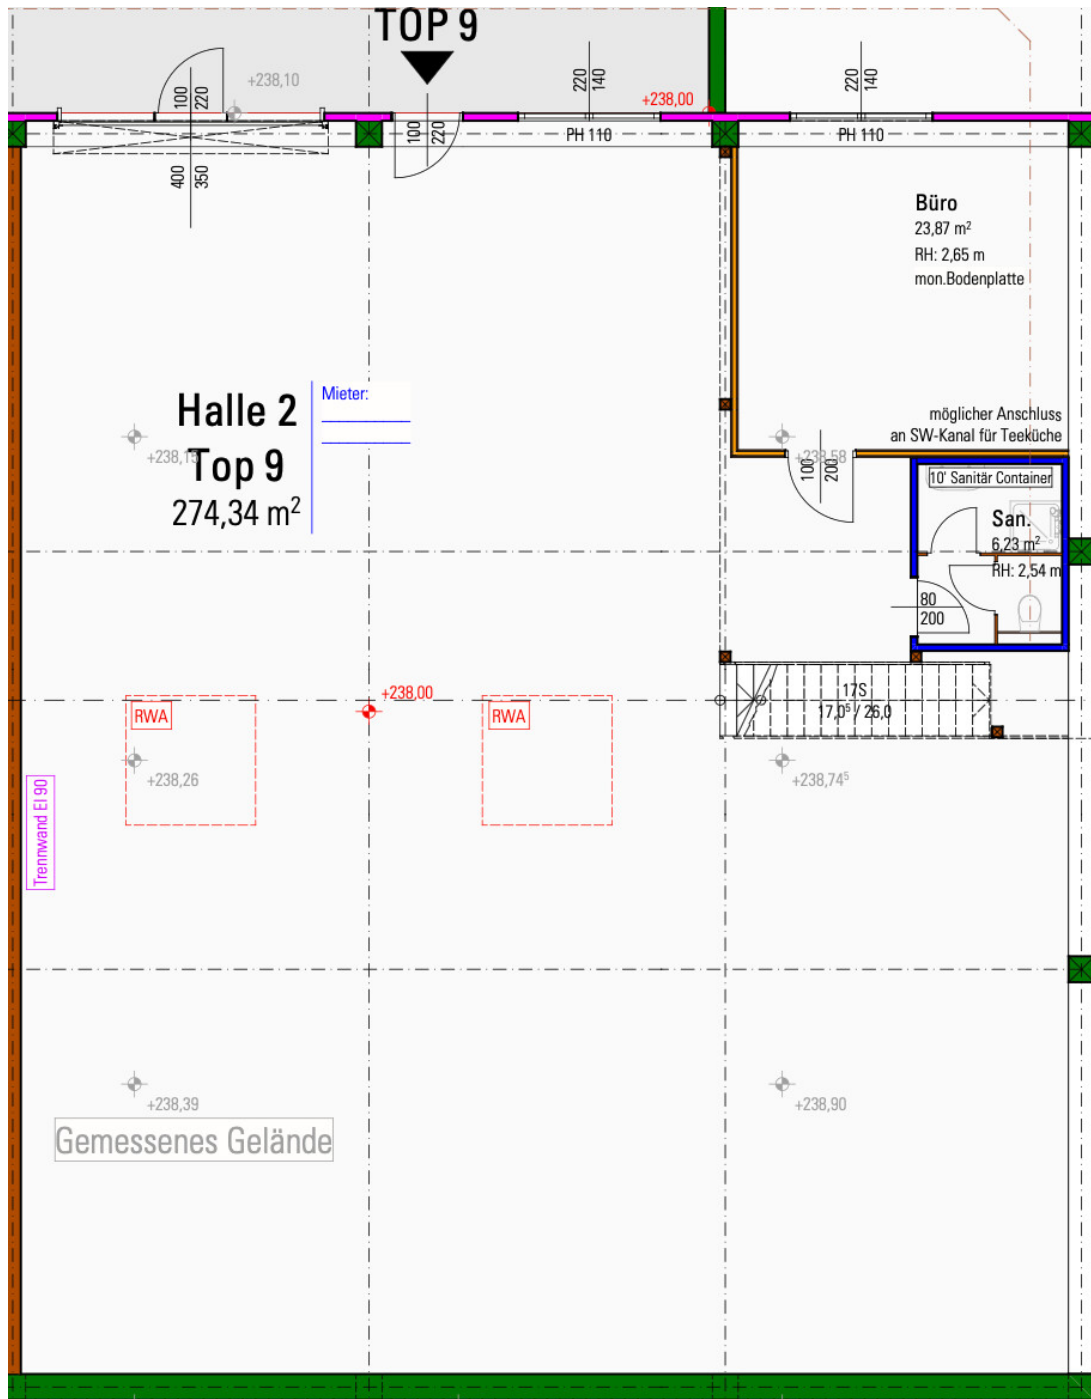 TOP 9
100
220
+238,10
220
140
+238,00
220
140
100
220
PH 110
PH 110
400
350
Büro
23,87 m²
RH: 2,65 m
mon.Bodenplatte
Halle 2
Top 9
274,34 m²
Mieter:
+238,15
möglicher Anschluss
an SW-Kanal für Teeküche
+238,58
100
200
10' Sanitär Container
San.
6,23 m²
RH: 2,54 m
80
200
+238,00
17S
17,0⁵ / 26,0
RWA
RWA
+238,26
+238,74⁵
Trennwand EI 90
+238,39
+238,90
Gemessenes Gelände